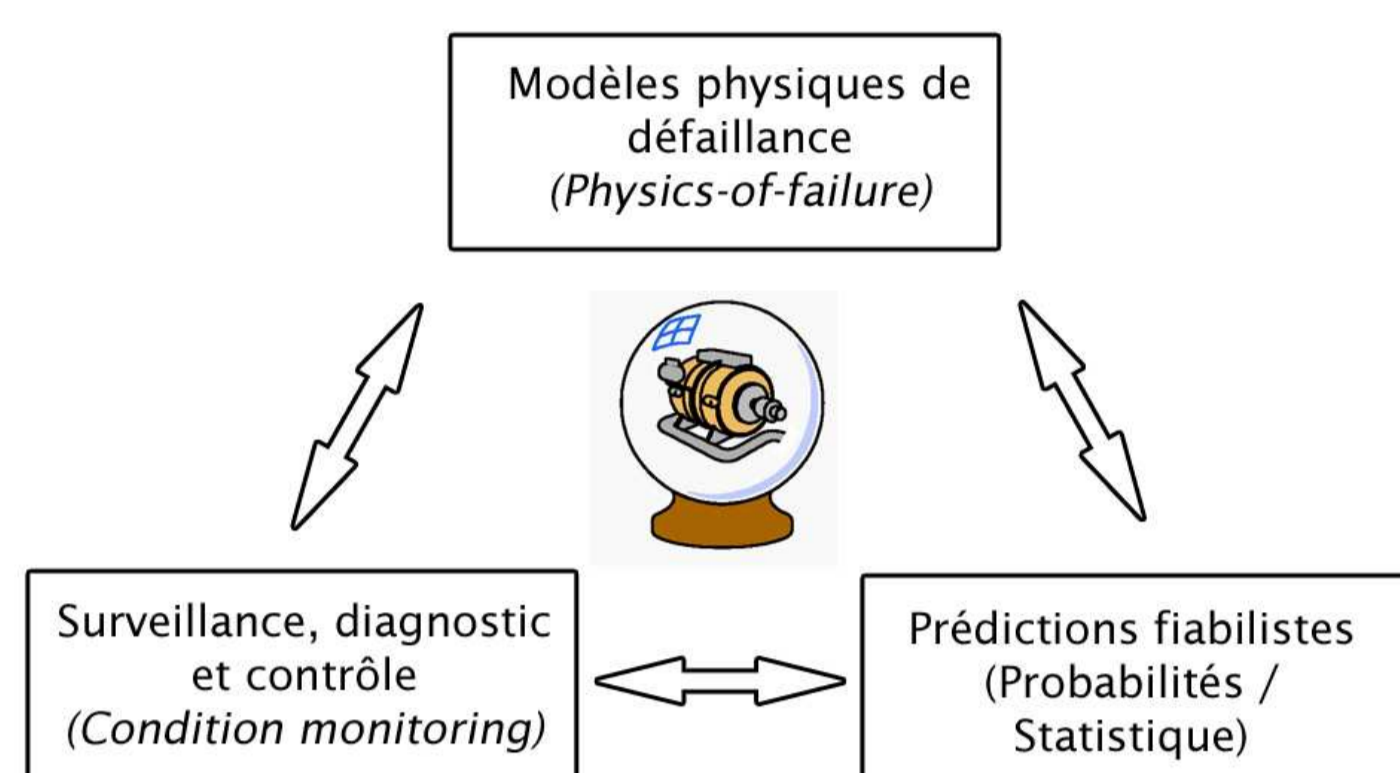 Modèles physiques de
défaillance
(Physics-of-failure)
Surveillance, diagnostic
et contrôle
(Condition monitoring)
Prédictions fiabilistes
(Probabilités /
Statistique)